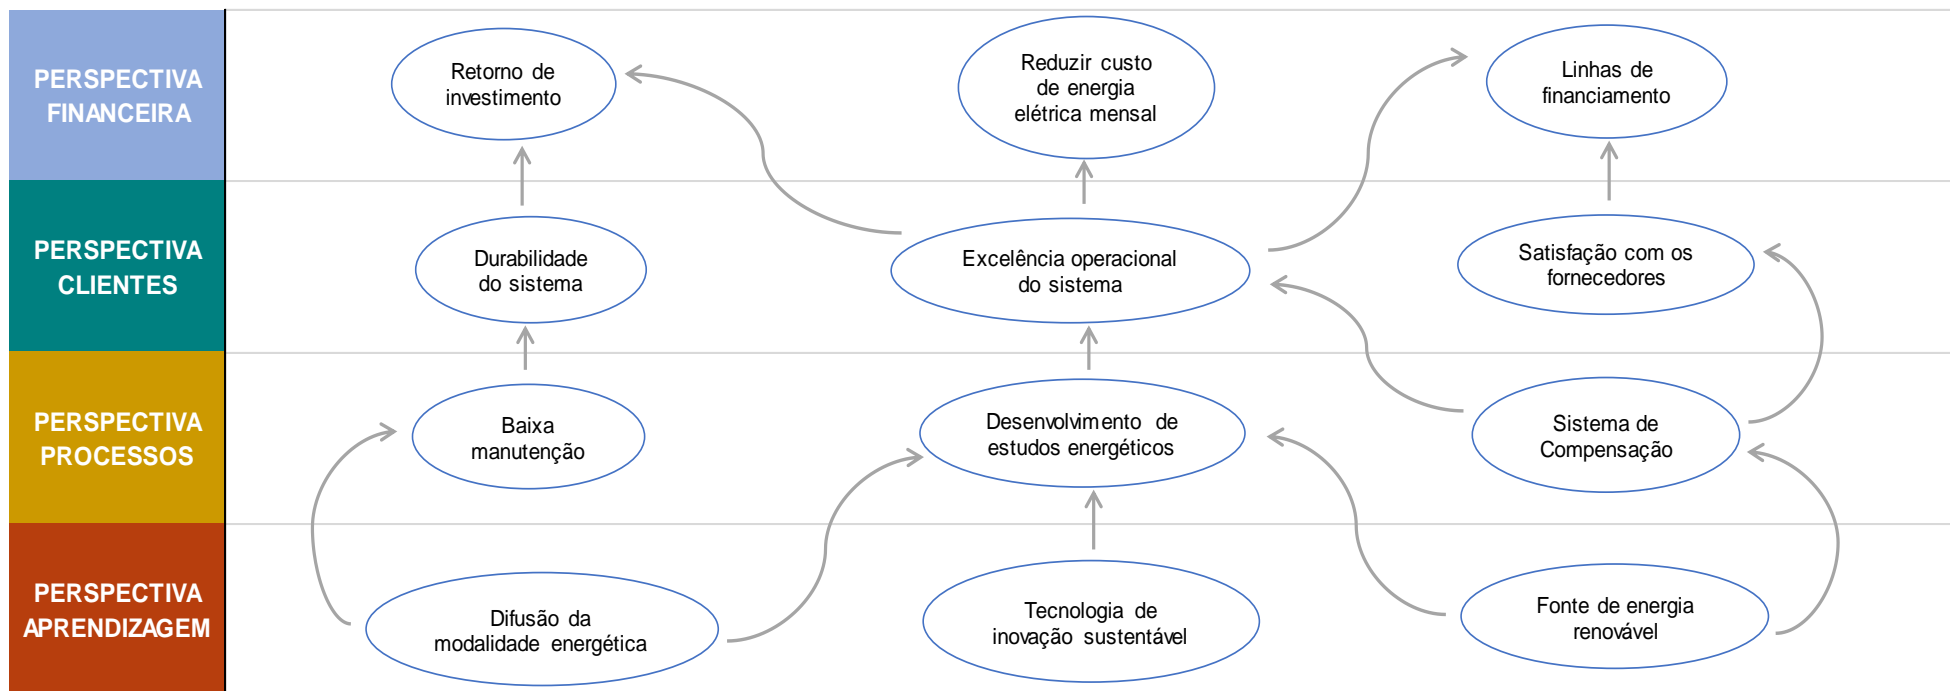 PERSPECTIVA
FINANCEIRA
Retorno de
investimento
Reduzir custo
de energia
elétrica mensal
Linhas de
financiamento
PERSPECTIVA
CLIENTES
Durabilidade
do sistema
Excelência operacional
do sistema
Satisfação com os
fornecedores
PERSPECTIVA
PROCESSOS
Baixa
manutenção
Desenvolvimento de
estudos energéticos
Sistema de
Compensação
PERSPECTIVA
APRENDIZAGEM
Difusão da
modalidade energética
Tecnologia de
inovação sustentável
Fonte de energia
renovável